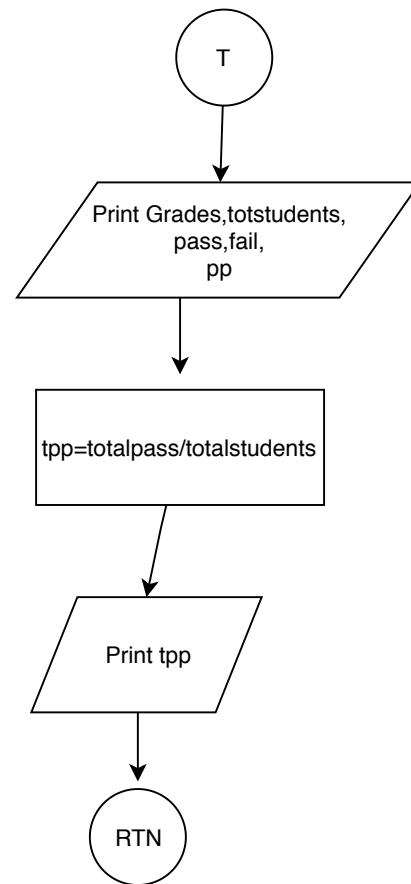 T
Print Grades,totstudents,
pass,fail,
pp
tpp=totalpass/totalstudents
Print tpp
RTN